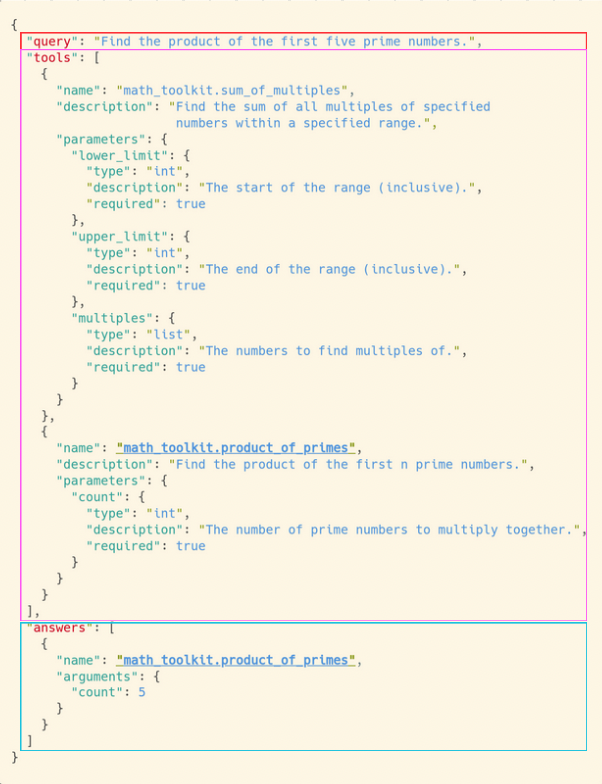 {
  "query": "Find the product of the first five prime numbers.",
  "tools": [
    {
      "name": "math_toolkit.sum_of_multiples",
      "description": "Find the sum of all multiples of specified
                      numbers within a specified range.",
      "parameters": {
        "lower_limit": {
          "type": "int",
          "description": "The start of the range (inclusive).",
          "required": true
        },
        "upper_limit": {
          "type": "int",
          "description": "The end of the range (inclusive).",
          "required": true
        },
        "multiples": {
          "type": "list",
          "description": "The numbers to find multiples of.",
          "required": true
        }
      }
    },
    {
      "name": "math_toolkit.product_of_primes",
      "description": "Find the product of the first n prime numbers.",
      "parameters": {
        "count": {
          "type": "int",
          "description": "The number of prime numbers to multiply together.",
          "required": true
        }
      }
    }
  ],
  "answers": [
    {
      "name": "math_toolkit.product_of_primes",
      "arguments": {
        "count": 5
      }
    }
  ]
}